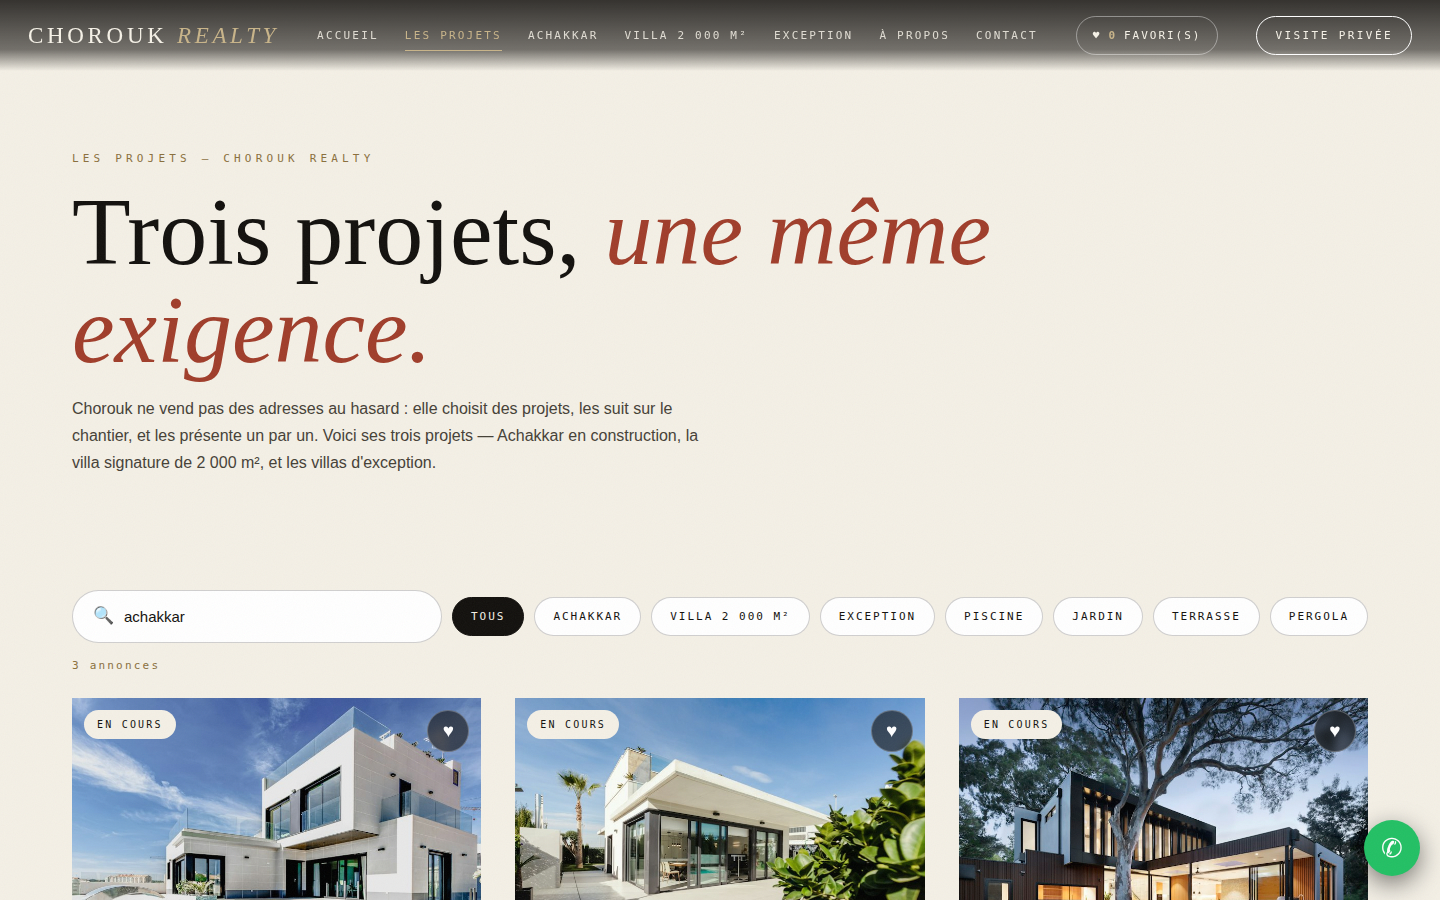 CHOROUK REALTY
ACCUEIL
LES PROJETS
ACHAKKAR
VILLA 2 000 M²
EXCEPTION
À PROPOS
CONTACT
♥ 0 FAVORI(S)
VISITE PRIVÉE
LES PROJETS — CHOROUK REALTY
Trois projets, une même
exigence.
Chorouk ne vend pas des adresses au hasard : elle choisit des projets, les suit sur le
chantier, et les présente un par un. Voici ses trois projets — Achakkar en construction, la
villa signature de 2 000 m², et les villas d'exception.
achakkar
TOUS
ACHAKKAR
VILLA 2 000 M²
EXCEPTION
PISCINE
JARDIN
TERRASSE
PERGOLA
3 annonces
EN COURS
EN COURS
EN COURS